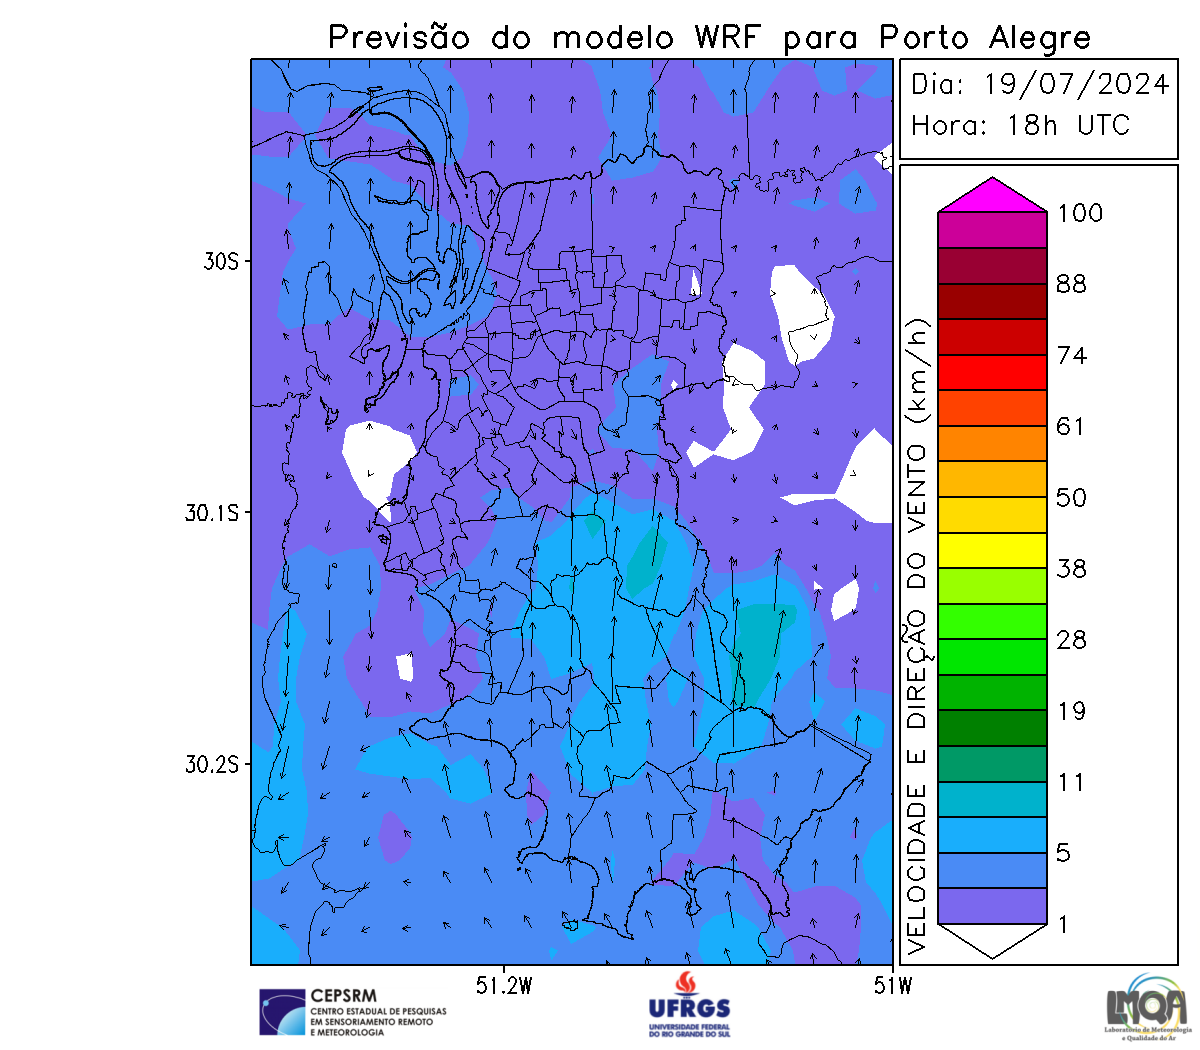 Previsão do modelo WRF para Porto Alegre
Dia: 19/07/2024
Hora: 18h UTC
30S
30.1S
30.2S
51.2W
51W
VELOCIDADE E DIREÇÃO DO VENTO (km/h)
100
88
74
61
50
38
28
19
11
5
1
CEPSRM
CENTRO ESTADUAL DE PESQUISAS
EM SENSORIAMENTO REMOTO
E METEOROLOGIA
UFRGS
UNIVERSIDADE FEDERAL
DO RIO GRANDE DO SUL
LMQA
Laboratório de Meteorologia
e Qualidade do Ar